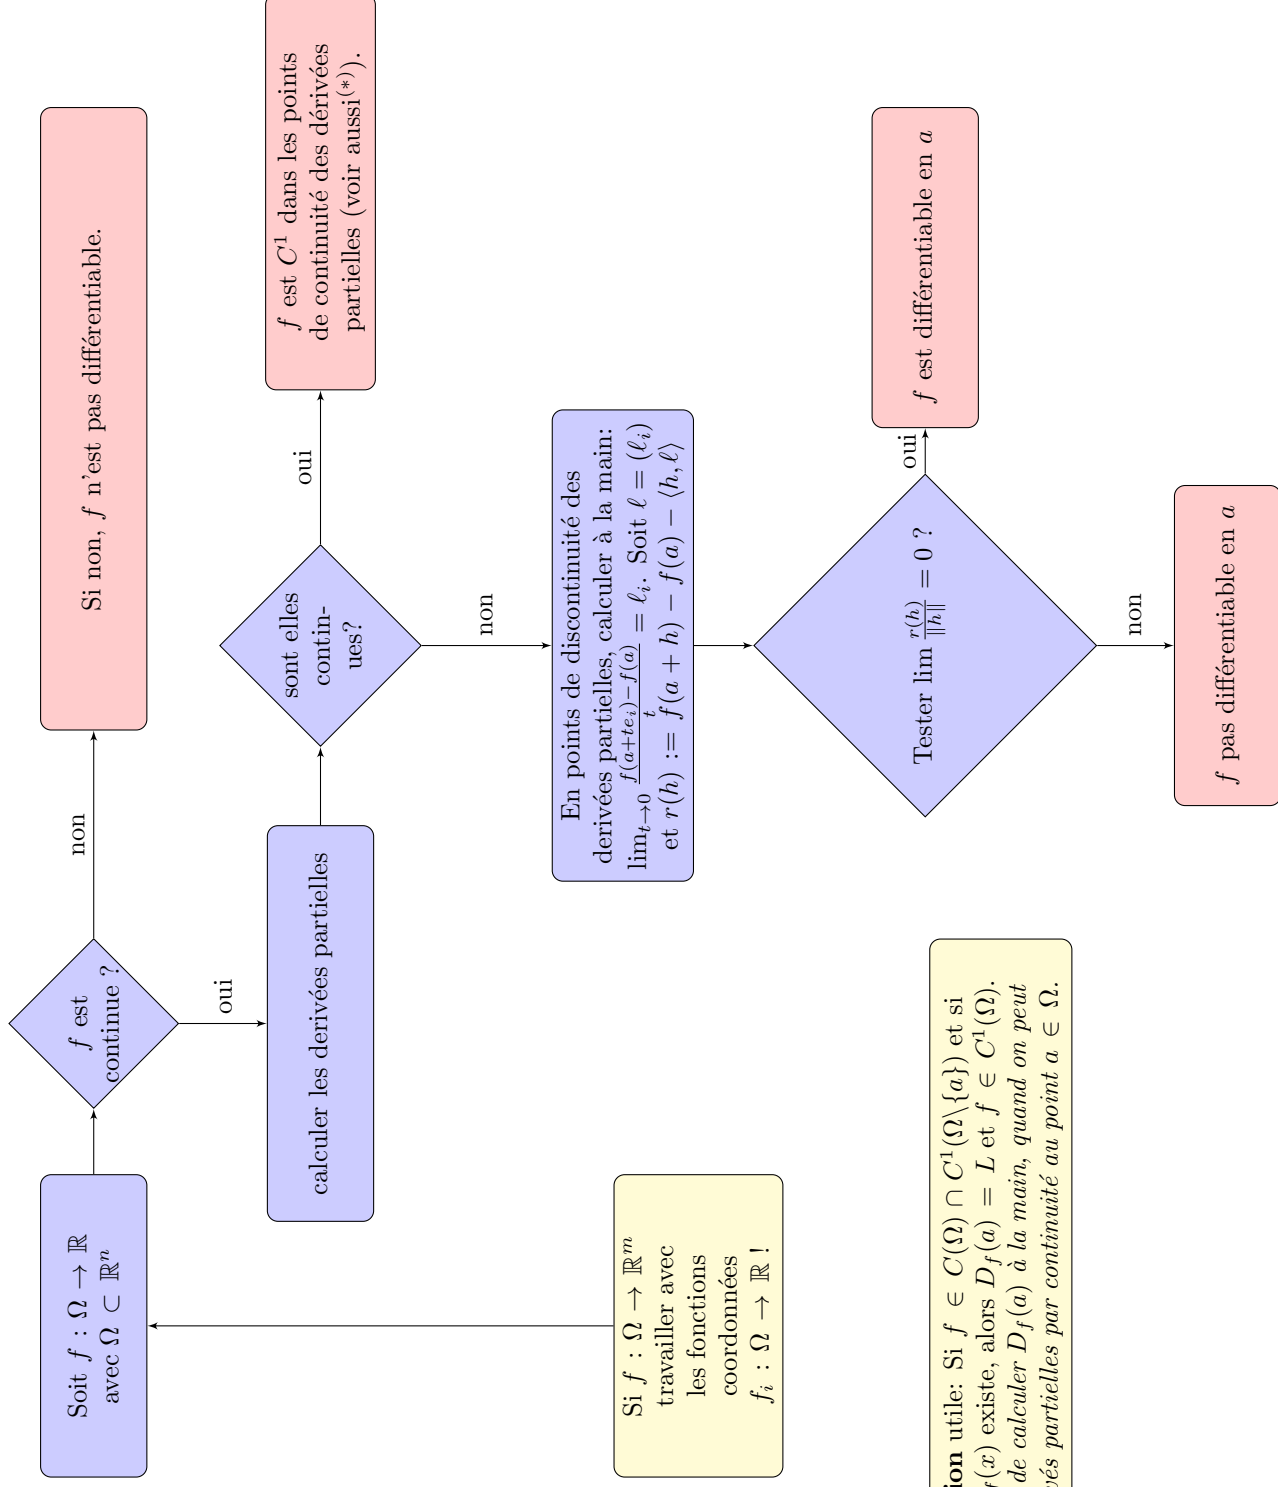 Soit f : Ω → ℝ
avec Ω ⊂ ℝⁿ
f est
continue ?
non
Si non, f n'est pas différentiable.
oui
calculer les derivées partielles
sont elles
contin-
ues?
oui
f est C¹ dans les points
de continuité des dérivées
partielles (voir aussi⁽*⁾).
non
En points de discontinuité des
derivées partielles, calculer à la main:
lim_{t→0} \frac{f(a+te_i)−f(a)}{t} = ℓ_i. Soit ℓ = (ℓ_i)
et r(h) := f(a + h) − f(a) − ⟨h, ℓ⟩
Si f : Ω → ℝᵐ
travailler avec
les fonctions
coordonnées
f_i : Ω → ℝ !
Tester lim \frac{r(h)}{‖h‖} = 0 ?
oui
f est différentiable en a
non
f pas différentiable en a
ion utile: Si f ∈ C(Ω) ∩ C¹(Ω\{a}) et si
f(x) existe, alors D_f(a) = L et f ∈ C¹(Ω).
de calculer D_f(a) à la main, quand on peut
vés partielles par continuité au point a ∈ Ω.